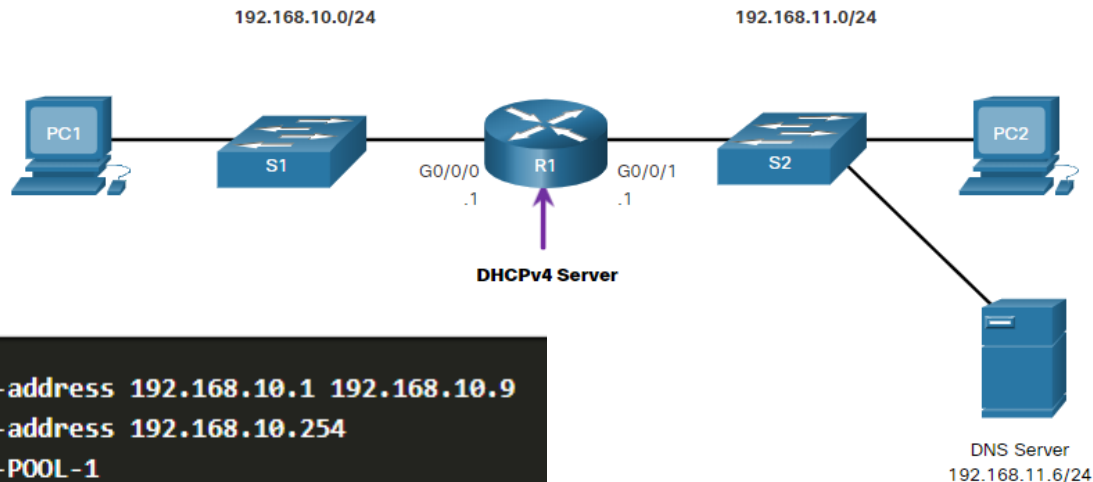 192.168.10.0/24
192.168.11.0/24
PC1
S1
G0/0/0
.1
R1
G0/0/1
.1
S2
PC2
DHCPv4 Server
-address 192.168.10.1 192.168.10.9
-address 192.168.10.254
-POOL-1
DNS Server
192.168.11.6/24